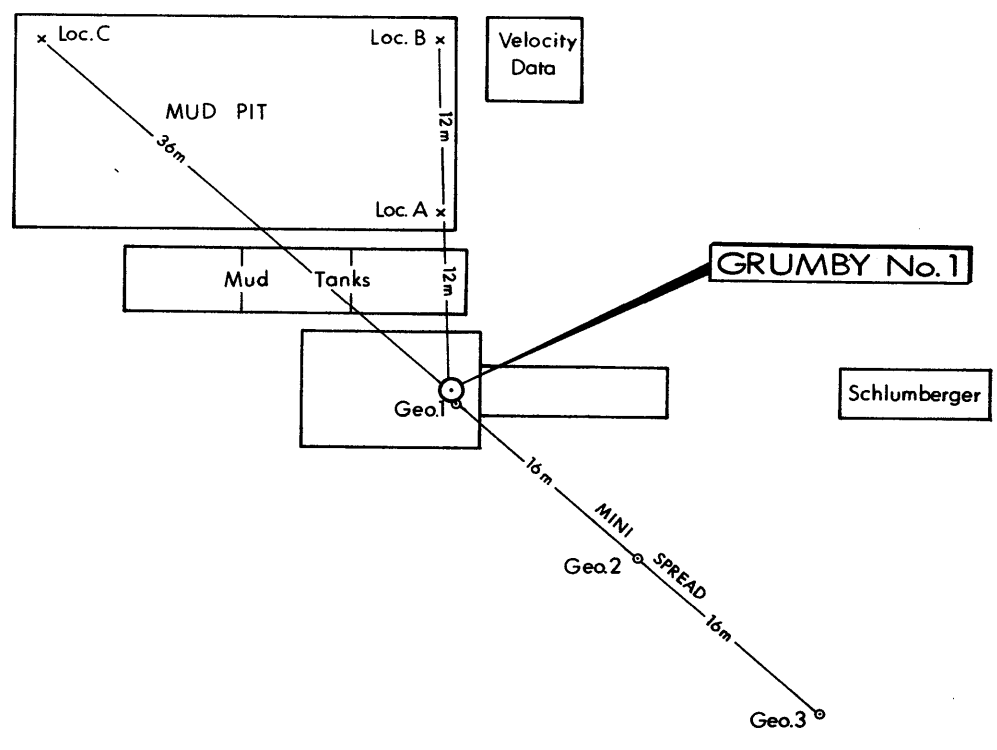 Loc. C
Loc. B
Velocity
Data
MUD PIT
12m
36m
Loc. A
Mud Tanks
12m
GRUMBY No. 1
Geo.1
Schlumberger
16m
MINI SPREAD
Geo.2
16m
Geo.3